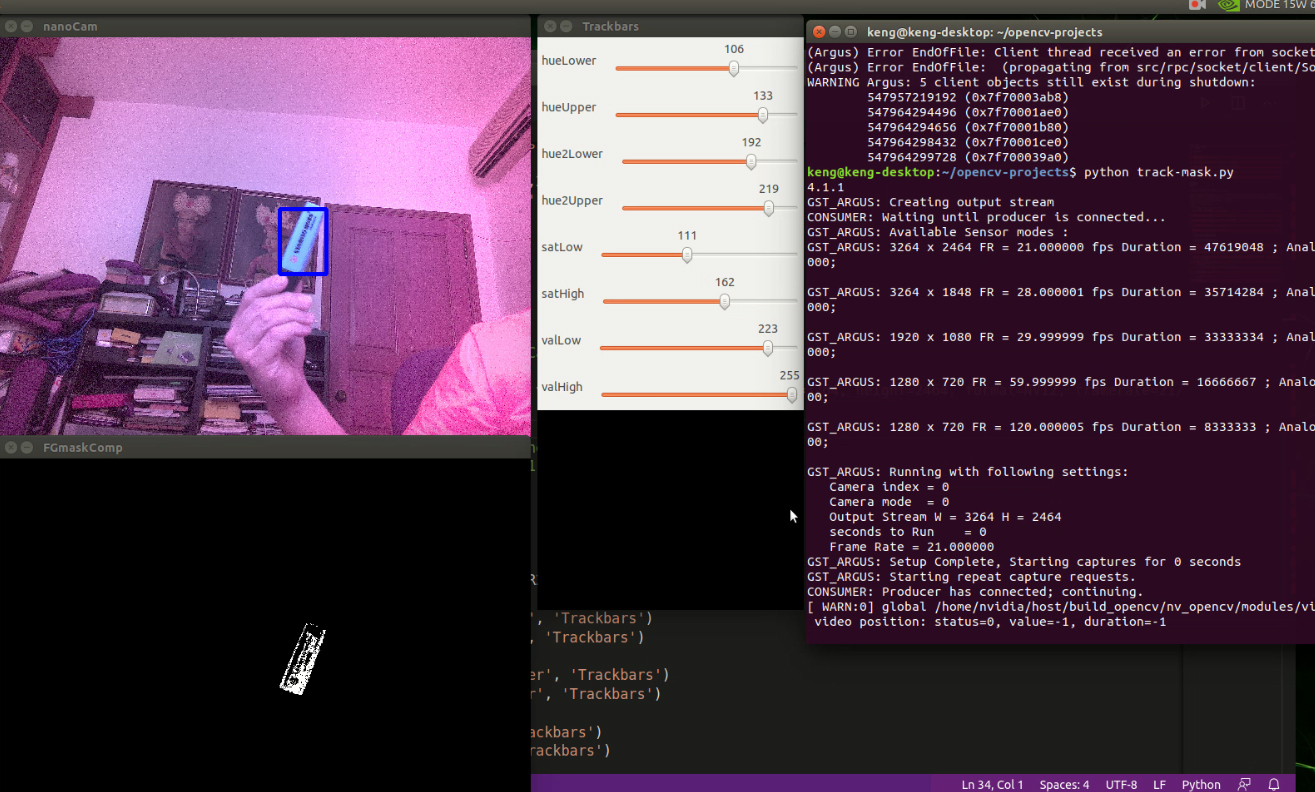 MODE 15W 6
nanoCam
Trackbars
hueLower 106
hueUpper 133
hue2Lower 192
hue2Upper 219
satLow 111
satHigh 162
valLow 223
valHigh 255
FGmaskComp
keng@keng-desktop: ~/opencv-projects
(Argus) Error EndOfFile: Client thread received an error from socket
(Argus) Error EndOfFile:  (propagating from src/rpc/socket/client/So
WARNING Argus: 5 client objects still exist during shutdown:
547957219192 (0x7f70003ab8)
547964294496 (0x7f70001ae0)
547964294656 (0x7f70001b80)
547964298432 (0x7f70001ce0)
547964299728 (0x7f700039a0)
keng@keng-desktop:~/opencv-projects$ python track-mask.py
4.1.1
GST_ARGUS: Creating output stream
CONSUMER: Waiting until producer is connected...
GST_ARGUS: Available Sensor modes :
GST_ARGUS: 3264 x 2464 FR = 21.000000 fps Duration = 47619048 ; Analo
000;
GST_ARGUS: 3264 x 1848 FR = 28.000001 fps Duration = 35714284 ; Analo
000;
GST_ARGUS: 1920 x 1080 FR = 29.999999 fps Duration = 33333334 ; Analo
000;
GST_ARGUS: 1280 x 720 FR = 59.999999 fps Duration = 16666667 ; Analo
00;
GST_ARGUS: 1280 x 720 FR = 120.000005 fps Duration = 8333333 ; Analo
00;
GST_ARGUS: Running with following settings:
Camera index = 0
Camera mode  = 0
Output Stream W = 3264 H = 2464
seconds to Run    = 0
Frame Rate = 21.000000
GST_ARGUS: Setup Complete, Starting captures for 0 seconds
GST_ARGUS: Starting repeat capture requests.
CONSUMER: Producer has connected; continuing.
[ WARN:0] global /home/nvidia/host/build_opencv/nv_opencv/modules/vi
video position: status=0, value=-1, duration=-1
', 'Trackbars')
, 'Trackbars')
er', 'Trackbars')
r', 'Trackbars')
ackbars')
rackbars')
Ln 34, Col 1 Spaces: 4 UTF-8 LF Python